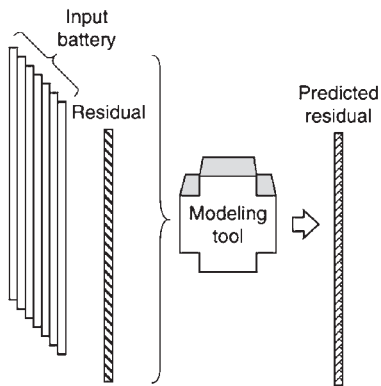 Input
battery
Residual
Modeling
tool
Predicted
residual